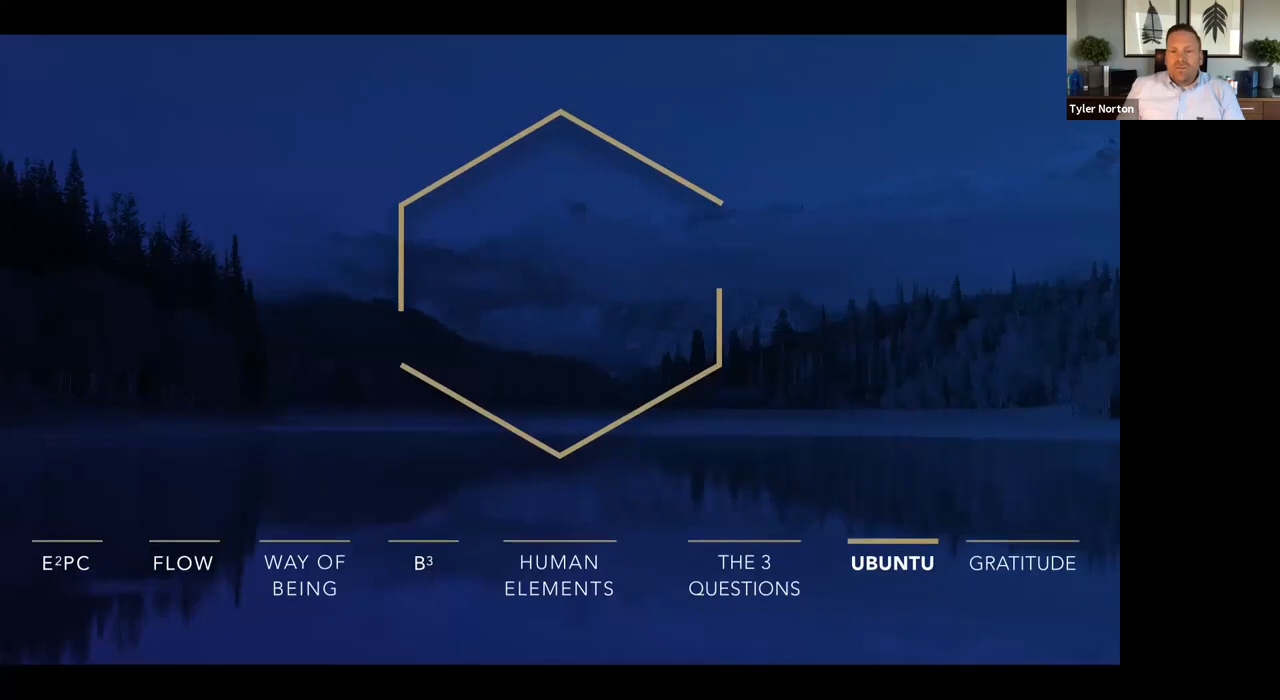 Tyler Norton
E²PC
FLOW
WAY OF
BEING
B³
HUMAN
ELEMENTS
THE 3
QUESTIONS
UBUNTU
GRATITUDE